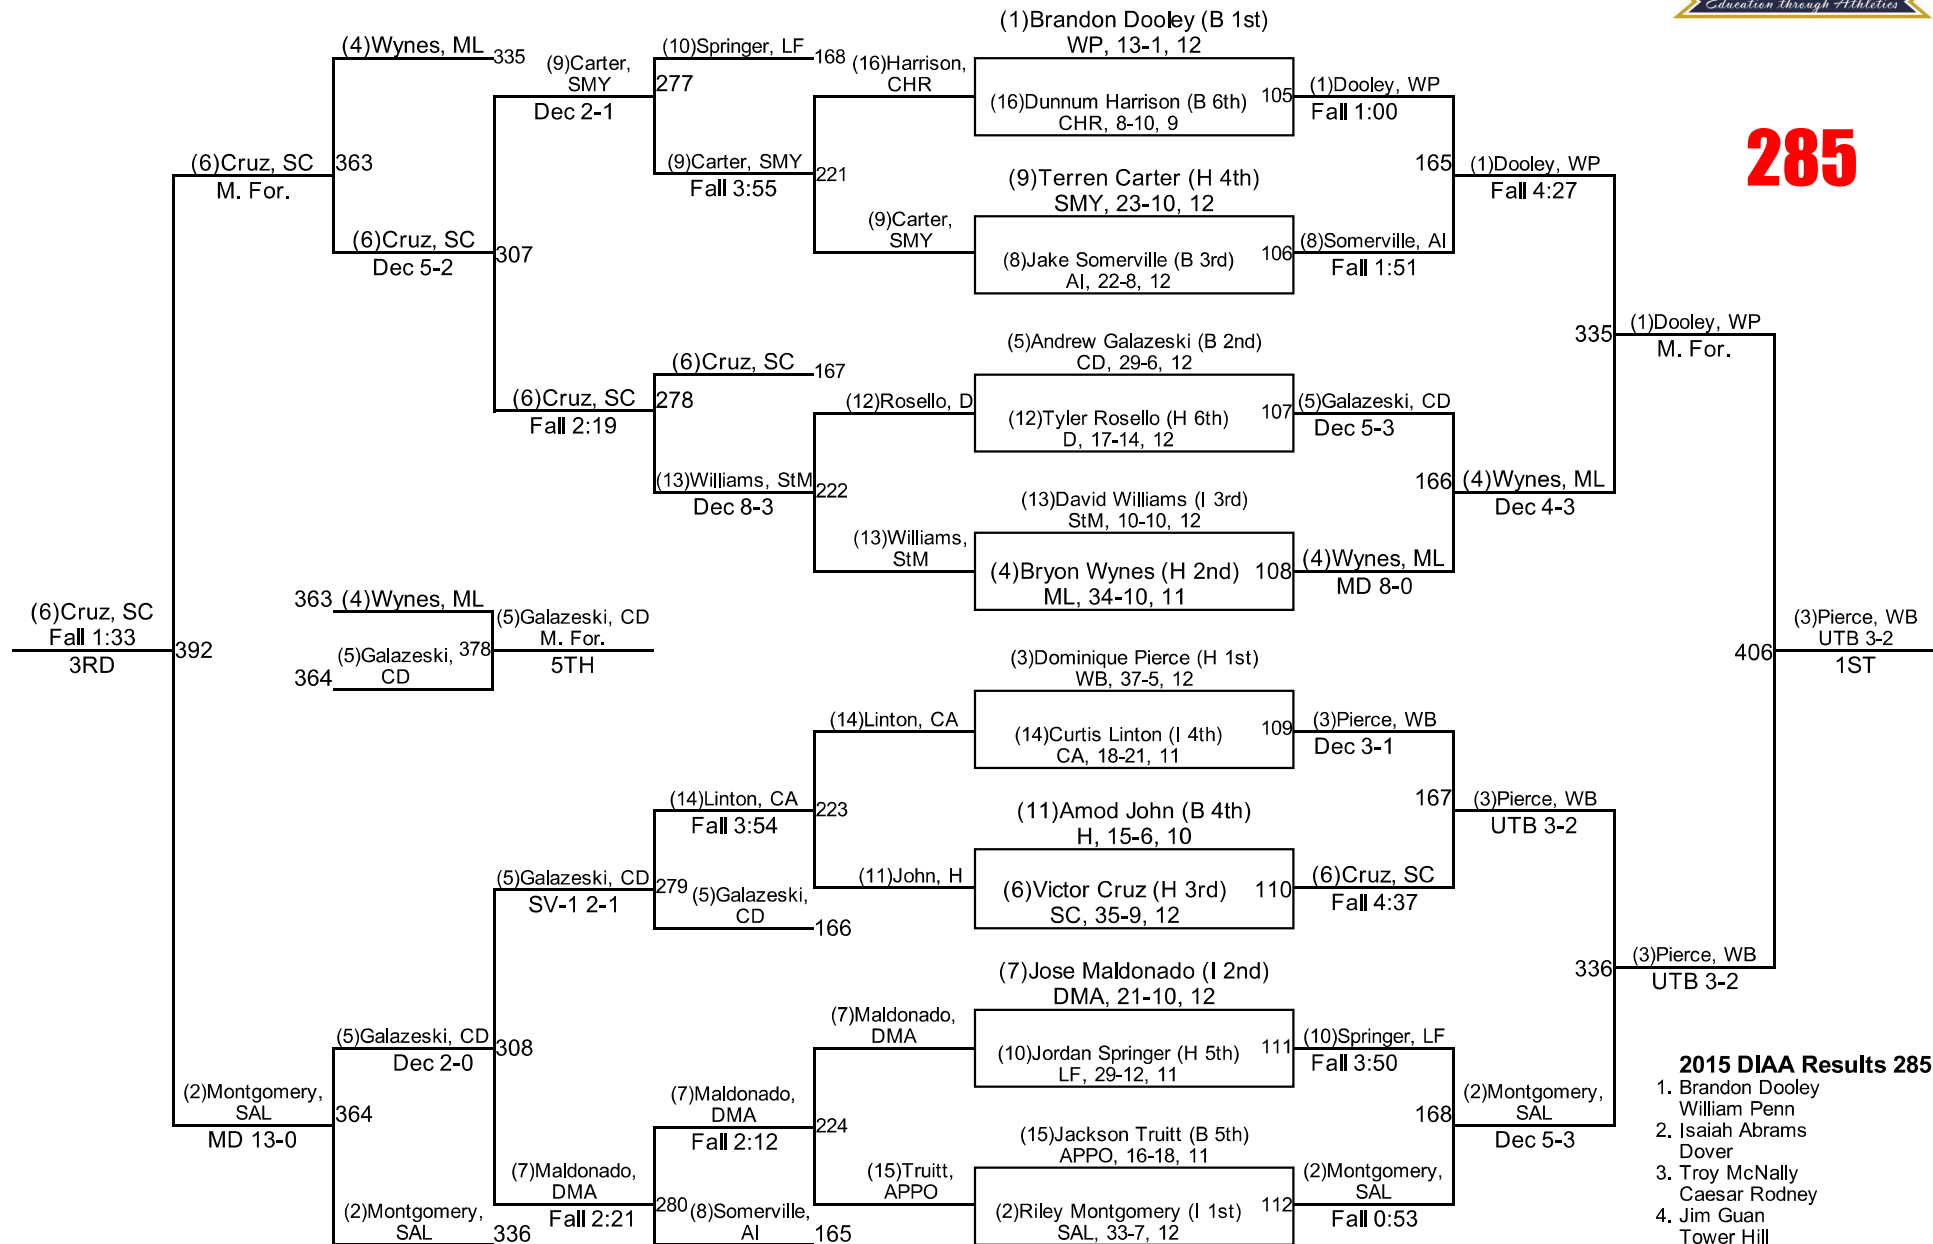 Education through Athletics
285
(1)Brandon Dooley (B 1st)
WP, 13-1, 12
(16)Dunnum Harrison (B 6th)
CHR, 8-10, 9
105
(9)Terren Carter (H 4th)
SMY, 23-10, 12
(8)Jake Somerville (B 3rd)
AI, 22-8, 12
106
(5)Andrew Galazeski (B 2nd)
CD, 29-6, 12
(12)Tyler Rosello (H 6th)
D, 17-14, 12
107
(13)David Williams (I 3rd)
StM, 10-10, 12
(4)Bryon Wynes (H 2nd)
ML, 34-10, 11
108
(3)Dominique Pierce (H 1st)
WB, 37-5, 12
(14)Curtis Linton (I 4th)
CA, 18-21, 11
109
(11)Amod John (B 4th)
H, 15-6, 10
(6)Victor Cruz (H 3rd)
SC, 35-9, 12
110
(7)Jose Maldonado (I 2nd)
DMA, 21-10, 12
(10)Jordan Springer (H 5th)
LF, 29-12, 11
111
(15)Jackson Truitt (B 5th)
APPO, 16-18, 11
(2)Riley Montgomery (I 1st)
SAL, 33-7, 12
112
(1)Dooley, WP
Fall 1:00
(8)Somerville, AI
Fall 1:51
165
(5)Galazeski, CD
Dec 5-3
(4)Wynes, ML
MD 8-0
166
(3)Pierce, WB
Dec 3-1
(6)Cruz, SC
Fall 4:37
167
(10)Springer, LF
Fall 3:50
(2)Montgomery,
SAL
Fall 0:53
168
(1)Dooley, WP
Fall 4:27
(4)Wynes, ML
Dec 4-3
335
(3)Pierce, WB
UTB 3-2
(2)Montgomery,
SAL
Dec 5-3
336
(1)Dooley, WP
M. For.
(3)Pierce, WB
UTB 3-2
406
(3)Pierce, WB
UTB 3-2
1ST
(16)Harrison,
CHR
(9)Carter,
SMY
221
(12)Rosello, D
(13)Williams,
StM
222
(14)Linton, CA
(11)John, H
223
(7)Maldonado,
DMA
(15)Truitt,
APPO
224
(10)Springer, LF
168
(9)Carter, SMY
Fall 3:55
277
(6)Cruz, SC
167
(13)Williams, StM
Dec 8-3
278
(14)Linton, CA
Fall 3:54
(5)Galazeski,
CD
166
279
(7)Maldonado,
DMA
Fall 2:12
(8)Somerville,
AI
165
280
(9)Carter,
SMY
Dec 2-1
(6)Cruz, SC
Fall 2:19
307
(5)Galazeski, CD
SV-1 2-1
(7)Maldonado,
DMA
Fall 2:21
308
(4)Wynes, ML
335
(6)Cruz, SC
Dec 5-2
363
(5)Galazeski, CD
Dec 2-0
(2)Montgomery,
SAL
336
364
(6)Cruz, SC
M. For.
(2)Montgomery,
SAL
MD 13-0
392
(6)Cruz, SC
Fall 1:33
3RD
363
(4)Wynes, ML
364
(5)Galazeski,
CD
378
(5)Galazeski, CD
M. For.
5TH
2015 DIAA Results 285
1. Brandon Dooley
William Penn
2. Isaiah Abrams
Dover
3. Troy McNally
Caesar Rodney
4. Jim Guan
Tower Hill